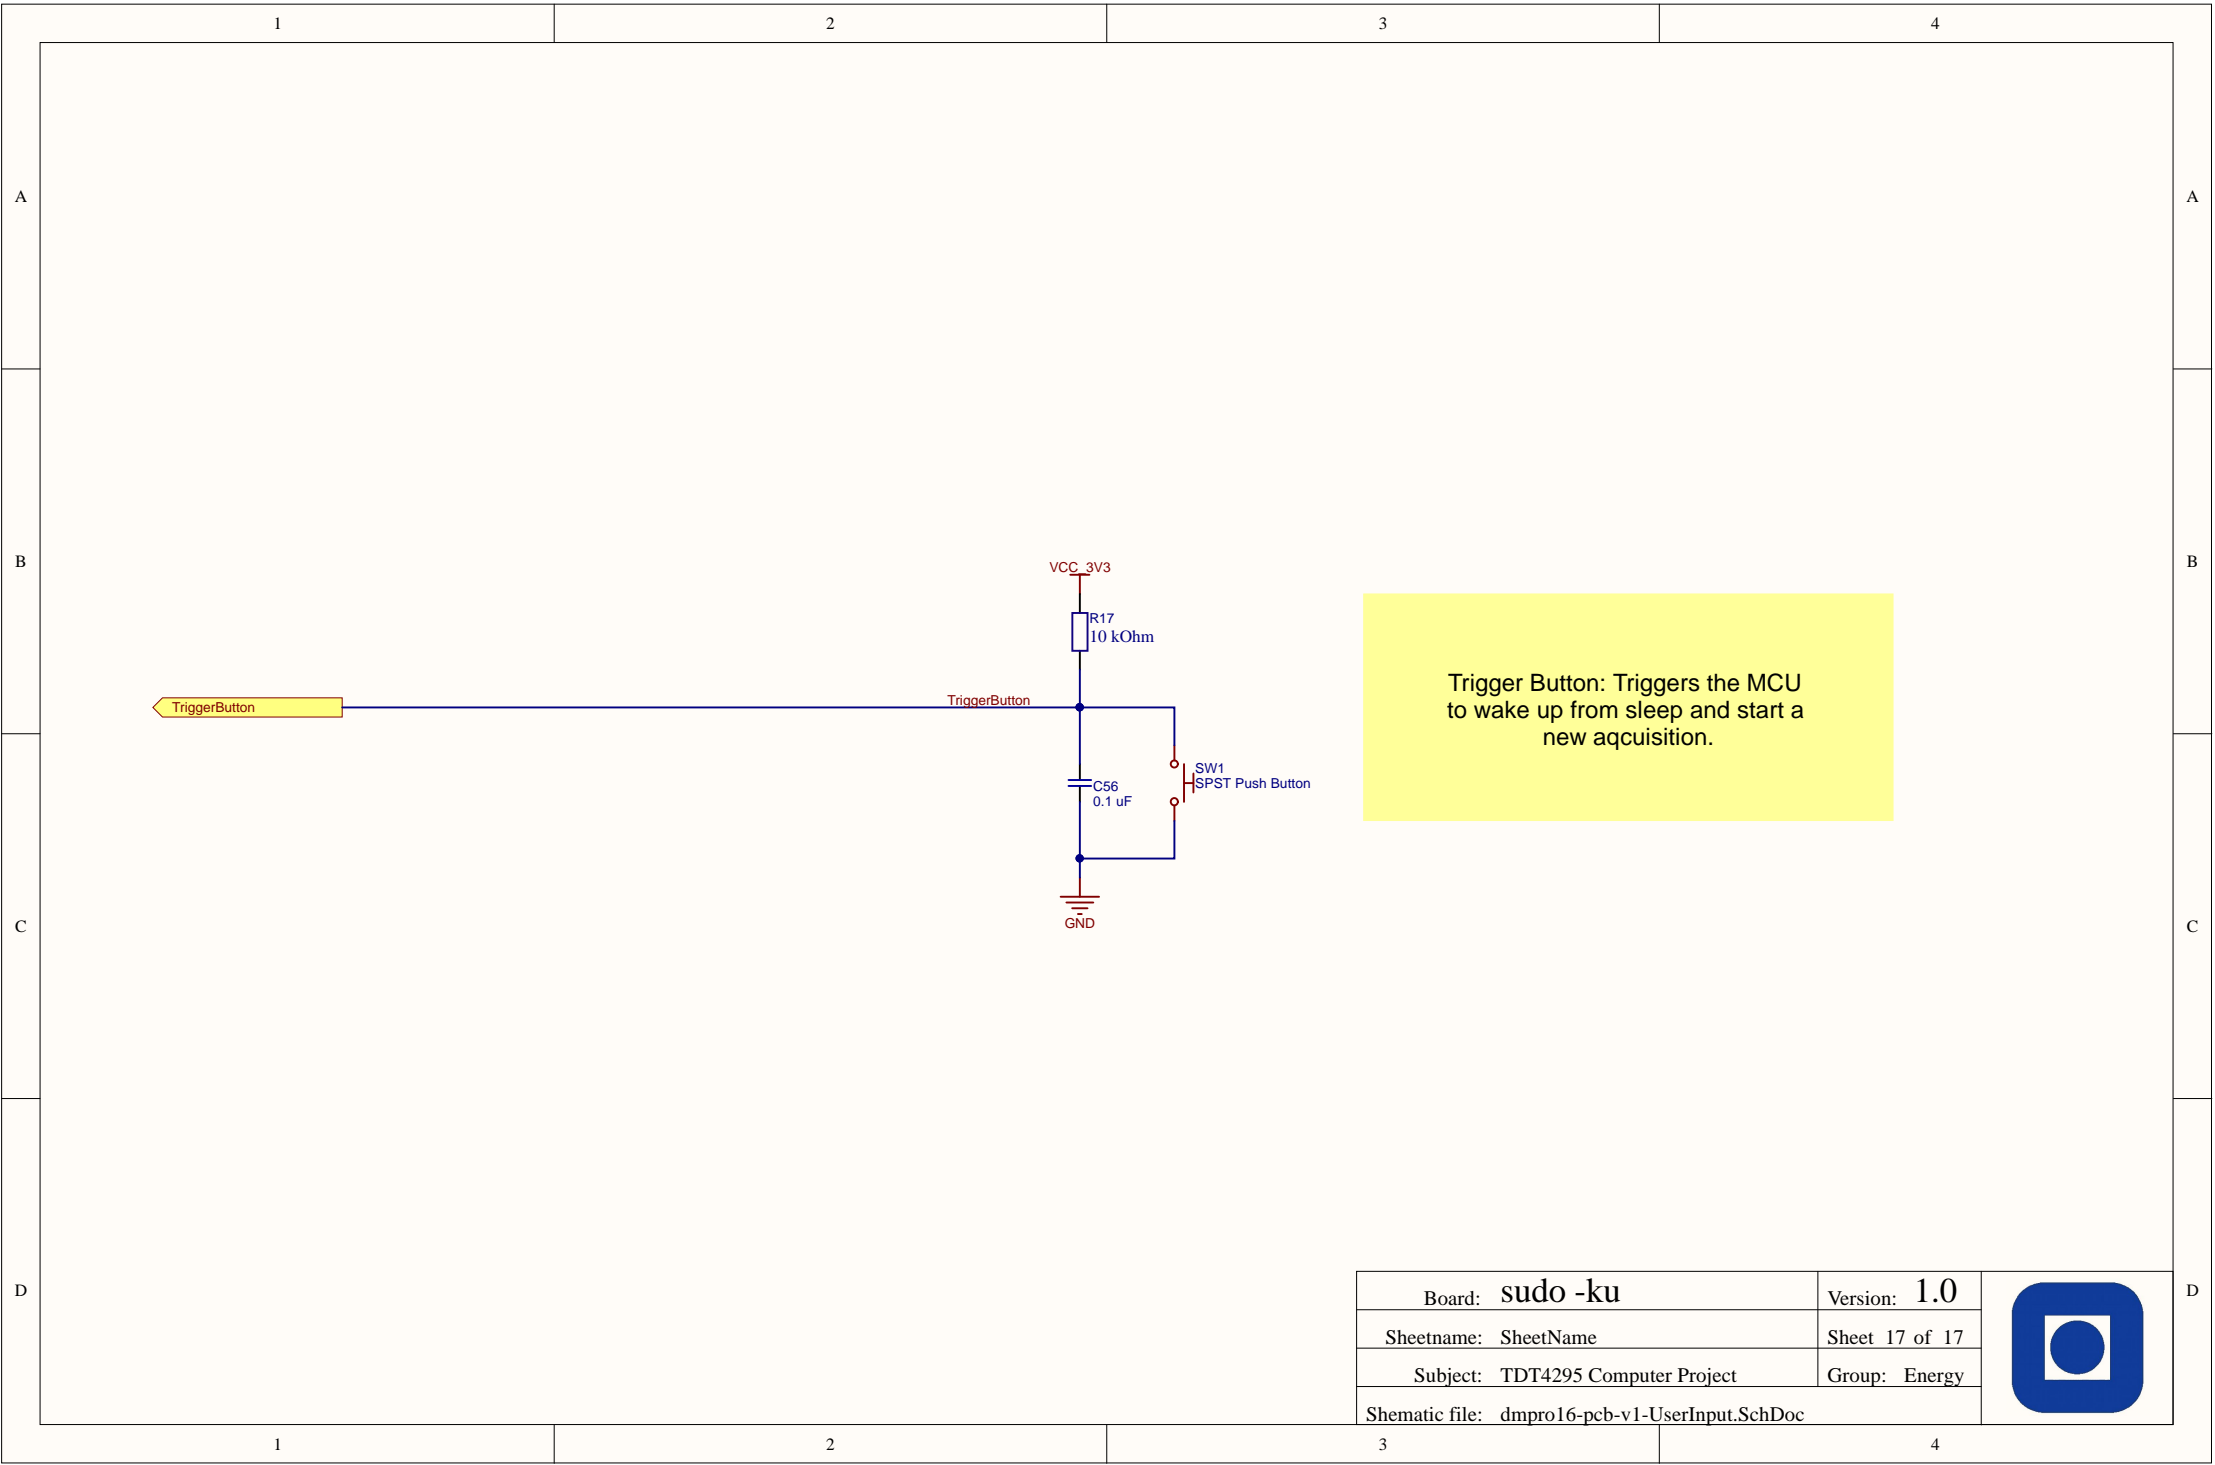 1 2 3 4
A A
B B
VCC_3V3
R17
10 kOhm
TriggerButton
TriggerButton
SW1
SPST Push Button
C56
0.1 uF
GND
Trigger Button: Triggers the MCU
to wake up from sleep and start a
new aqcuisition.
C C
D D
Board: sudo -ku Version: 1.0
Sheetname: SheetName Sheet 17 of 17
Subject: TDT4295 Computer Project Group: Energy
Shematic file: dmpro16-pcb-v1-UserInput.SchDoc
1 2 3 4